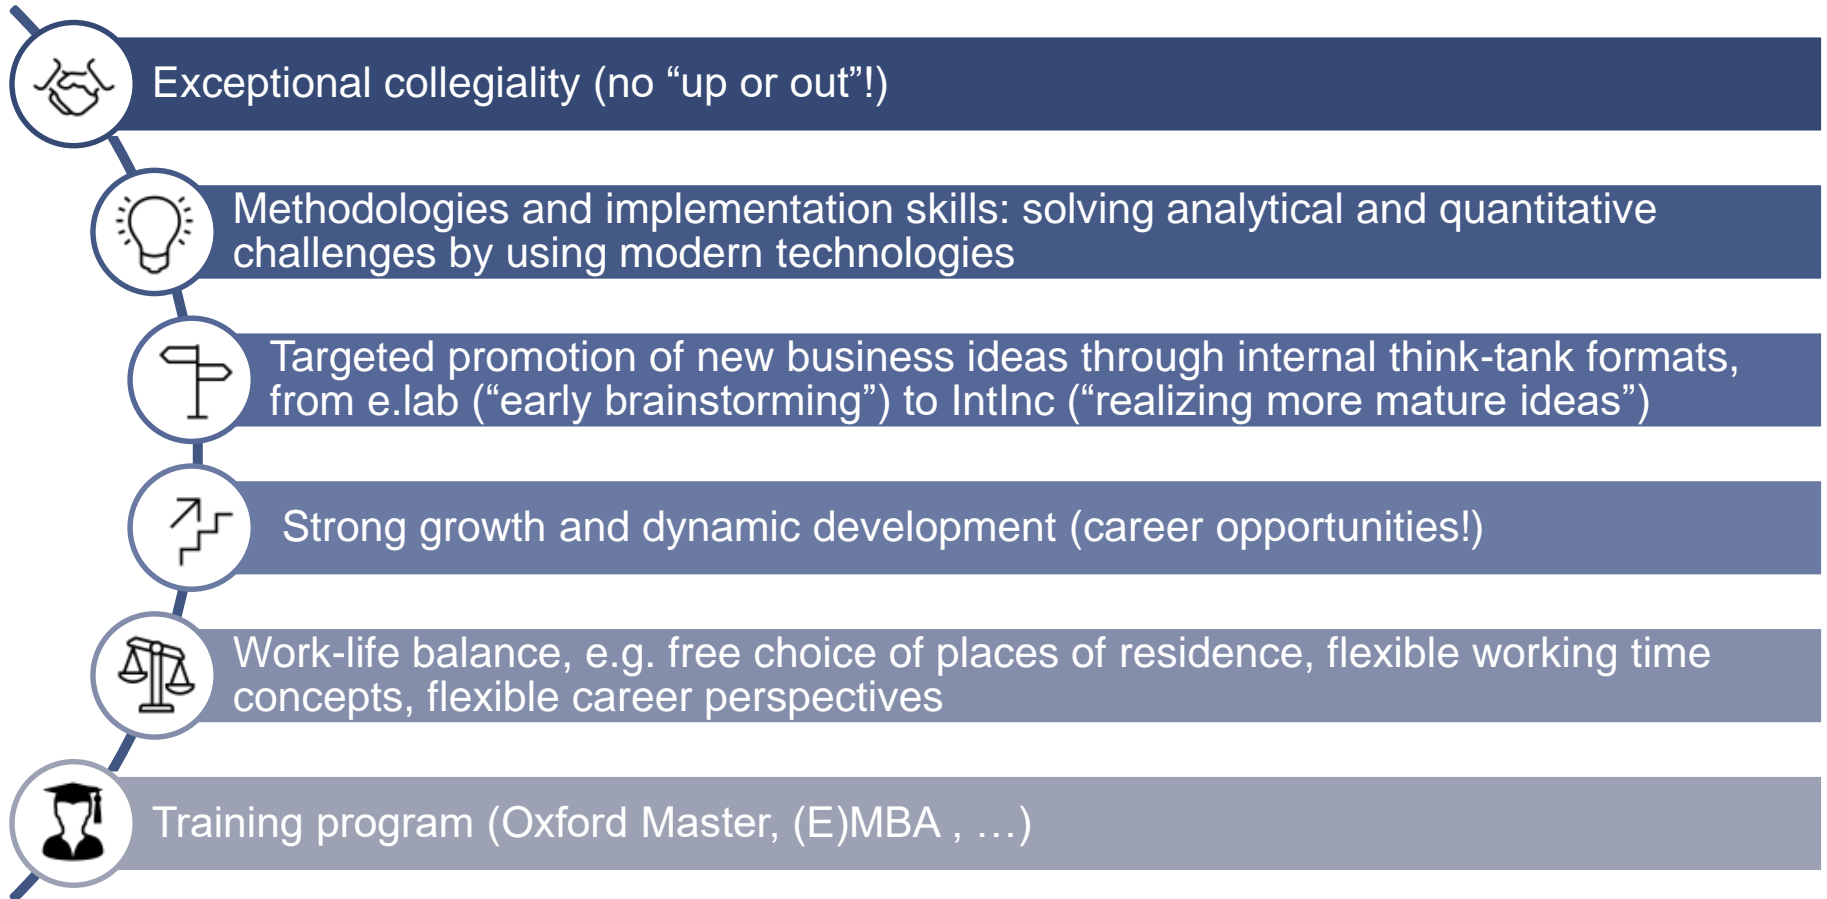 Exceptional collegiality (no “up or out”!)
Methodologies and implementation skills: solving analytical and quantitative
challenges by using modern technologies
Targeted promotion of new business ideas through internal think-tank formats,
from e.lab (“early brainstorming”) to IntInc (“realizing more mature ideas”)
Strong growth and dynamic development (career opportunities!)
Work-life balance, e.g. free choice of places of residence, flexible working time
concepts, flexible career perspectives
Training program (Oxford Master, (E)MBA , …)